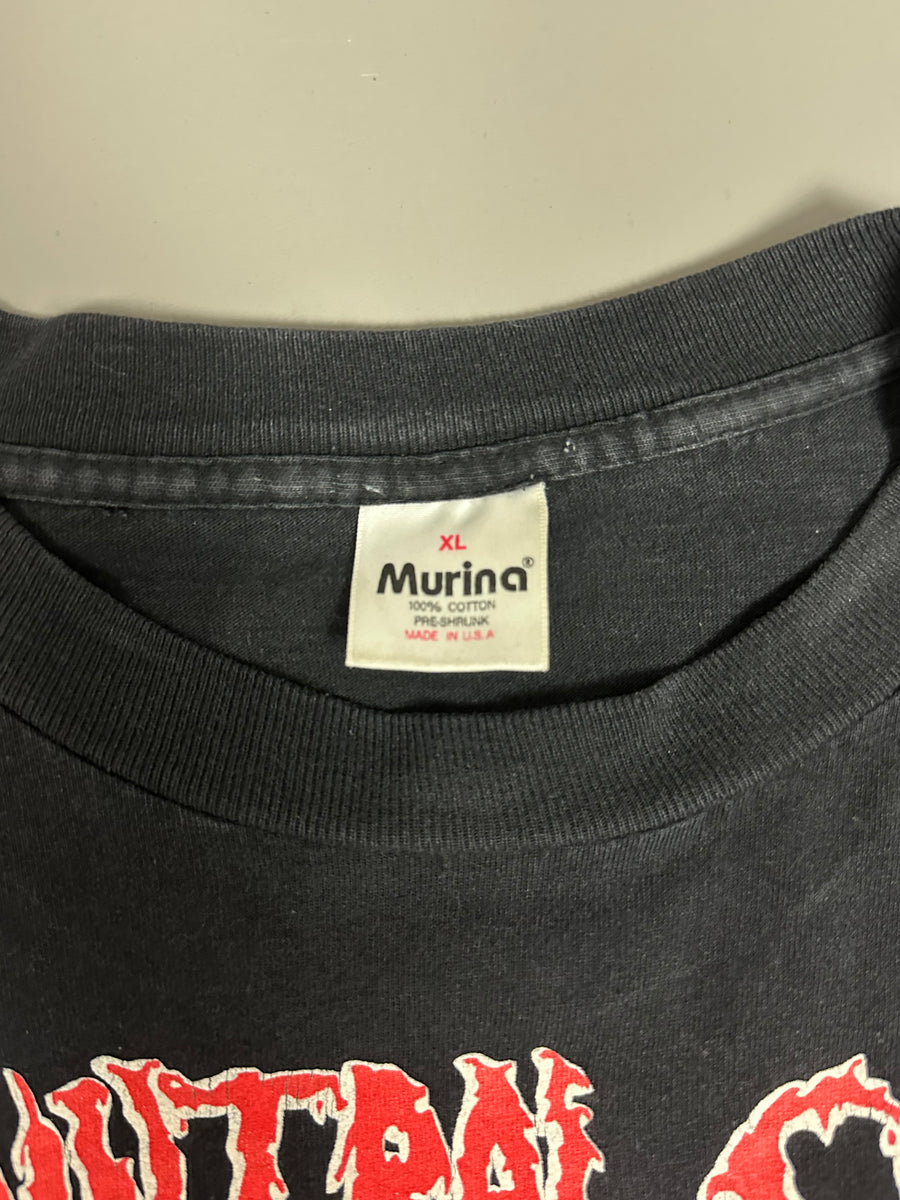 XL
Murina®
100% COTTON
PRE-SHRUNK
MADE IN U.S.A